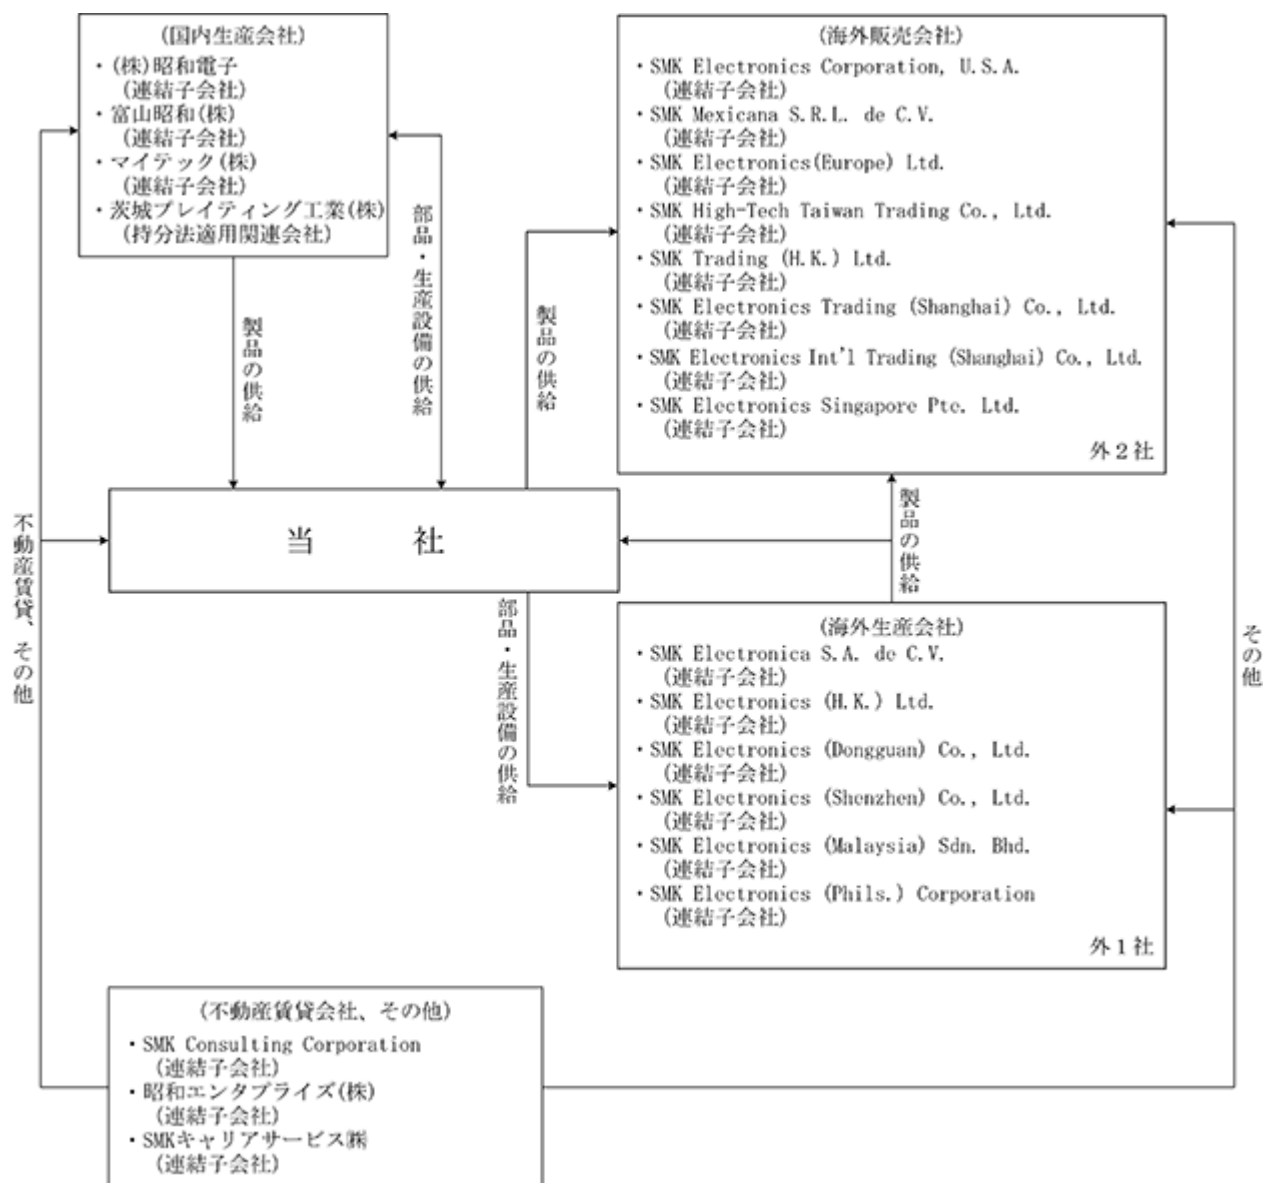 (国内生産会社)
・(株)昭和電子
(連結子会社)
・富山昭和(株)
(連結子会社)
・マイテック(株)
(連結子会社)
・茨城プレイティング工業(株)
(持分法適用関連会社)
製品の供給
部品・生産設備の供給
製品の供給
(海外販売会社)
・SMK Electronics Corporation, U.S.A.
(連結子会社)
・SMK Mexicana S.R.L. de C.V.
(連結子会社)
・SMK Electronics(Europe) Ltd.
(連結子会社)
・SMK High-Tech Taiwan Trading Co., Ltd.
(連結子会社)
・SMK Trading (H.K.) Ltd.
(連結子会社)
・SMK Electronics Trading (Shanghai) Co., Ltd.
(連結子会社)
・SMK Electronics Int'l Trading (Shanghai) Co., Ltd.
(連結子会社)
・SMK Electronics Singapore Pte. Ltd.
(連結子会社)
外2社
当 社
不動産賃貸、その他
部品・生産設備の供給
製品の供給
その他
(海外生産会社)
・SMK Electronica S.A. de C.V.
(連結子会社)
・SMK Electronics (H.K.) Ltd.
(連結子会社)
・SMK Electronics (Dongguan) Co., Ltd.
(連結子会社)
・SMK Electronics (Shenzhen) Co., Ltd.
(連結子会社)
・SMK Electronics (Malaysia) Sdn. Bhd.
(連結子会社)
・SMK Electronics (Phils.) Corporation
(連結子会社)
外1社
(不動産賃貸会社、その他)
・SMK Consulting Corporation
(連結子会社)
・昭和エンタプライズ(株)
(連結子会社)
・SMKキャリアサービス㈱
(連結子会社)